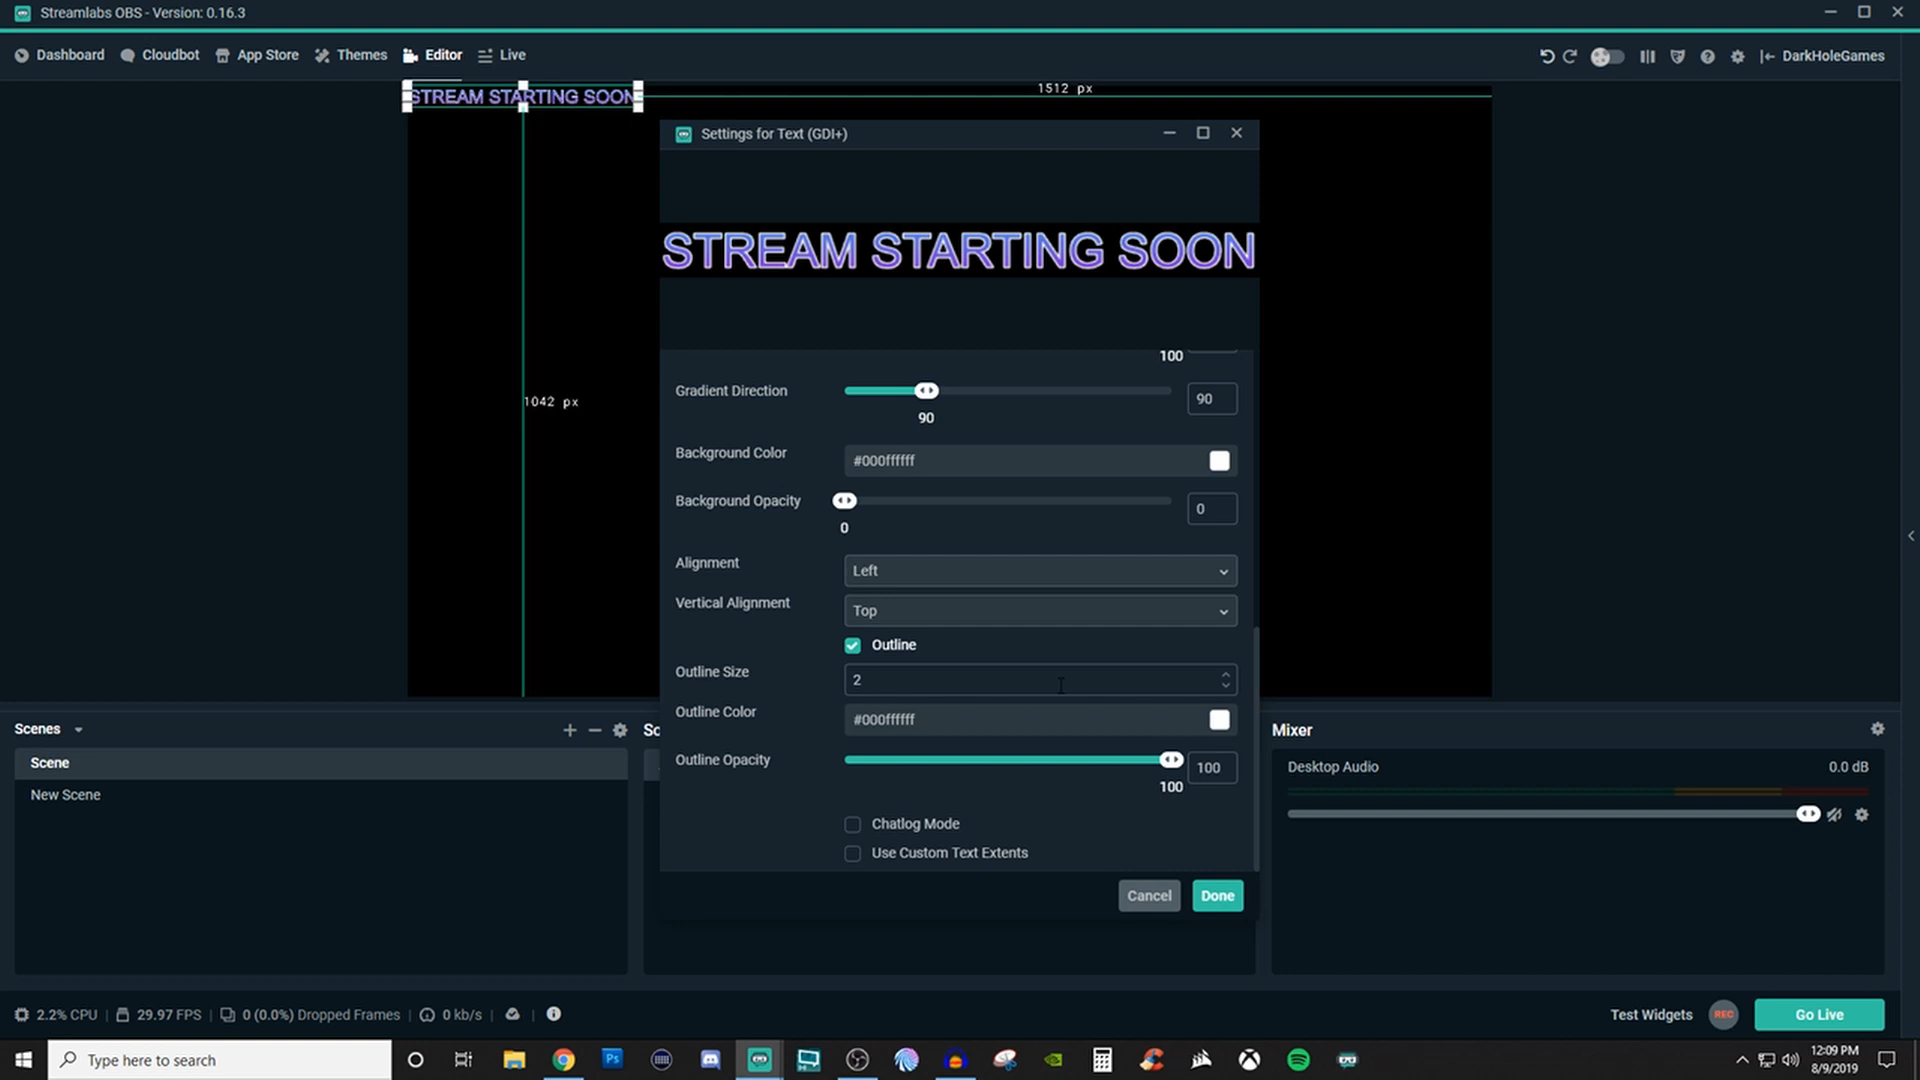 Streamlabs OBS - Version: 0.16.3
Dashboard Cloudbot App Store Themes Editor Live
DarkHoleGames
STREAM STARTING SOON
1512 px
Settings for Text (GDI+)
STREAM STARTING SOON
100
Gradient Direction
90
90
1042 px
Background Color
#000ffffff
Background Opacity
0
0
Alignment
Left
Vertical Alignment
Top
Outline
Outline Size
2
Outline Color
#000ffffff
Outline Opacity
100
100
Chatlog Mode
Use Custom Text Extents
Cancel Done
Scenes
So
Mixer
Scene
New Scene
Desktop Audio 0.0 dB
2.2% CPU | 29.97 FPS | 0 (0.0%) Dropped Frames | 0 kb/s |
Test Widgets REC Go Live
Type here to search
Ps
12:09 PM
8/9/2019